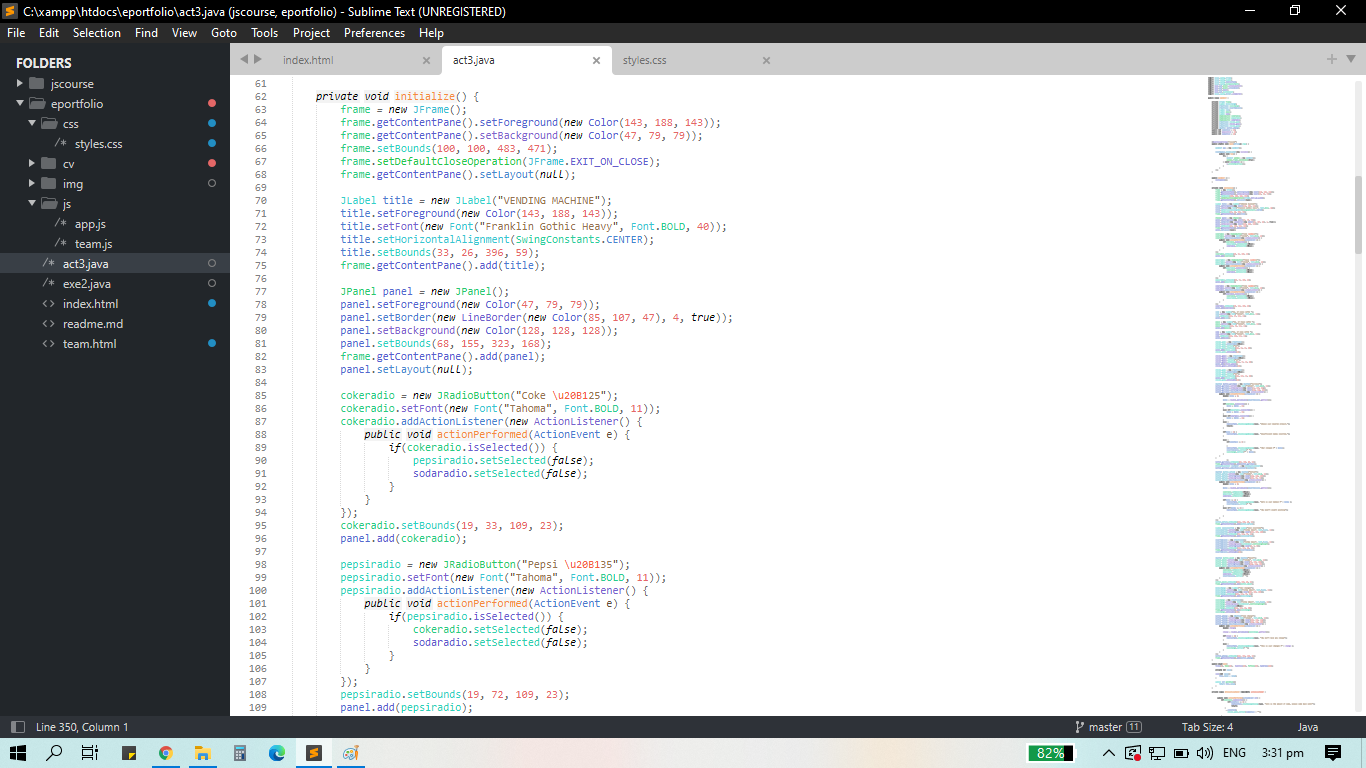 C:\xampp\htdocs\eportfolio\act3.java (jscourse, eportfolio) - Sublime Text (UNREGISTERED)
File Edit Selection Find View Goto Tools Project Preferences Help
FOLDERS
jscourse
eportfolio
css
/* styles.css
cv
img
js
/* app.js
/* team.js
/* act3.java
/* exe2.java
<> index.html
<> readme.md
<> team.html
index.html
act3.java
styles.css
61
62 private void initialize() {
63 frame = new JFrame();
64 frame.getContentPane().setForeground(new Color(143, 188, 143));
65 frame.getContentPane().setBackground(new Color(47, 79, 79));
66 frame.setBounds(100, 100, 483, 471);
67 frame.setDefaultCloseOperation(JFrame.EXIT_ON_CLOSE);
68 frame.getContentPane().setLayout(null);
69
70 JLabel title = new JLabel("VENDING MACHINE");
71 title.setForeground(new Color(143, 188, 143));
72 title.setFont(new Font("Franklin Gothic Heavy", Font.BOLD, 40));
73 title.setHorizontalAlignment(SwingConstants.CENTER);
74 title.setBounds(33, 26, 396, 59);
75 frame.getContentPane().add(title);
76
77 JPanel panel = new JPanel();
78 panel.setForeground(new Color(47, 79, 79));
79 panel.setBorder(new LineBorder(new Color(85, 107, 47), 4, true));
80 panel.setBackground(new Color(128, 128, 128));
81 panel.setBounds(68, 155, 323, 168);
82 frame.getContentPane().add(panel);
83 panel.setLayout(null);
84
85 cokeradio = new JRadioButton("Coke \u20B125");
86 cokeradio.setFont(new Font("Tahoma", Font.BOLD, 11));
87 cokeradio.addActionListener(new ActionListener() {
88 public void actionPerformed(ActionEvent e) {
89 if(cokeradio.isSelected()) {
90 pepsiradio.setSelected(false);
91 sodaradio.setSelected(false);
92 }
93 }
94 });
95 cokeradio.setBounds(19, 33, 109, 23);
96 panel.add(cokeradio);
97
98 pepsiradio = new JRadioButton("Pepsi \u20B135");
99 pepsiradio.setFont(new Font("Tahoma", Font.BOLD, 11));
100 pepsiradio.addActionListener(new ActionListener() {
101 public void actionPerformed(ActionEvent e) {
102 if(pepsiradio.isSelected()) {
103 cokeradio.setSelected(false);
104 sodaradio.setSelected(false);
105 }
106 }
107 });
108 pepsiradio.setBounds(19, 72, 109, 23);
109 panel.add(pepsiradio);
Line 350, Column 1
master 11
Tab Size: 4
Java
82%
ENG
3:31 pm